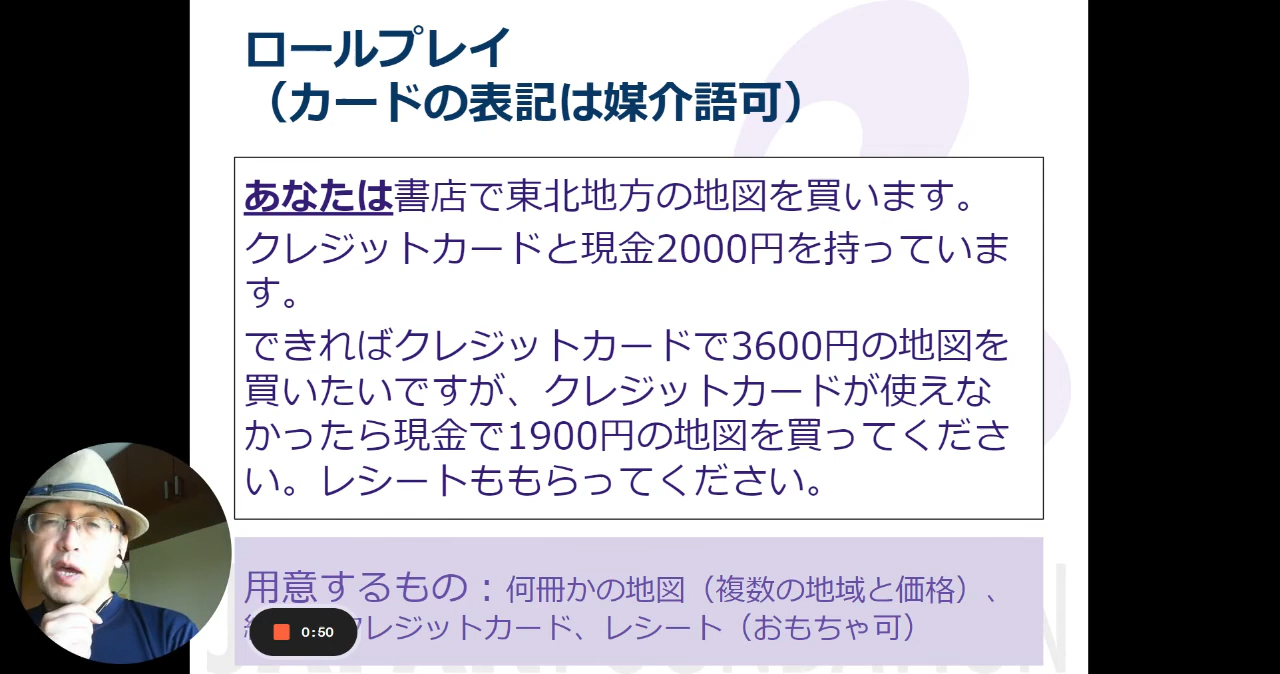 ロールプレイ
（カードの表記は媒介語可）
あなたは書店で東北地方の地図を買います。
クレジットカードと現金2000円を持っていま
す。
できればクレジットカードで3600円の地図を
買いたいですが、クレジットカードが使えな
かったら現金で1900円の地図を買ってくださ
い。レシートももらってください。
用意するもの：何冊かの地図（複数の地域と価格）、
レジットカード、レシート（おもちゃ可）
0:50